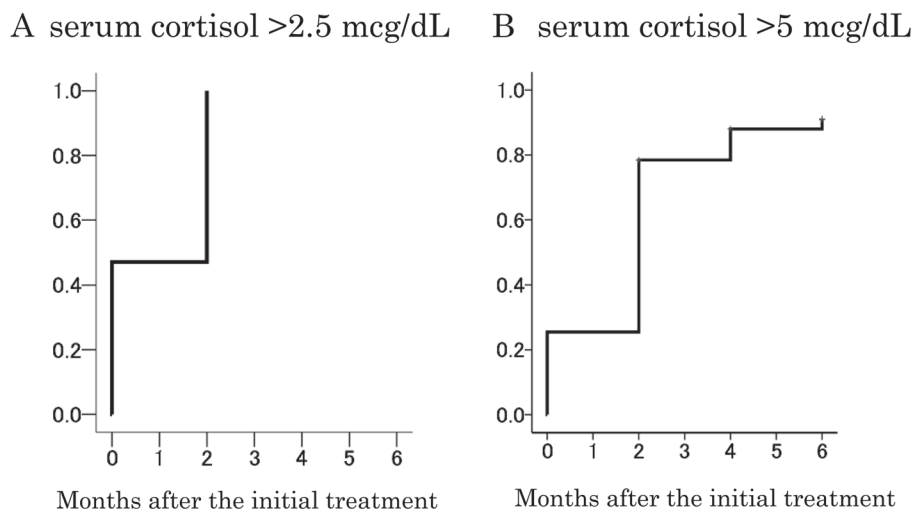 A serum cortisol >2.5 mcg/dL
1.0
0.8
0.6
0.4
0.2
0.0
0 1 2 3 4 5 6
Months after the initial treatment
B serum cortisol >5 mcg/dL
1.0
0.8
0.6
0.4
0.2
0.0
0 1 2 3 4 5 6
Months after the initial treatment